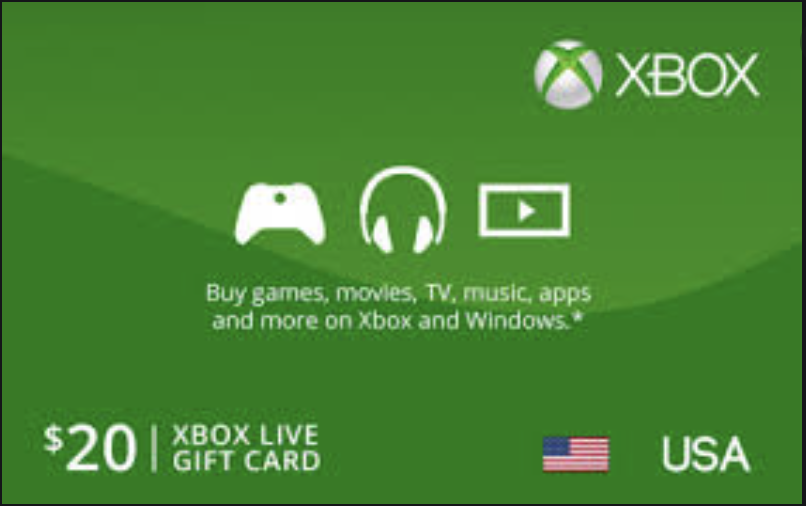 XBOX
Buy games, movies, TV, music, apps
and more on Xbox and Windows.*
$20 | XBOX LIVE
GIFT CARD
USA